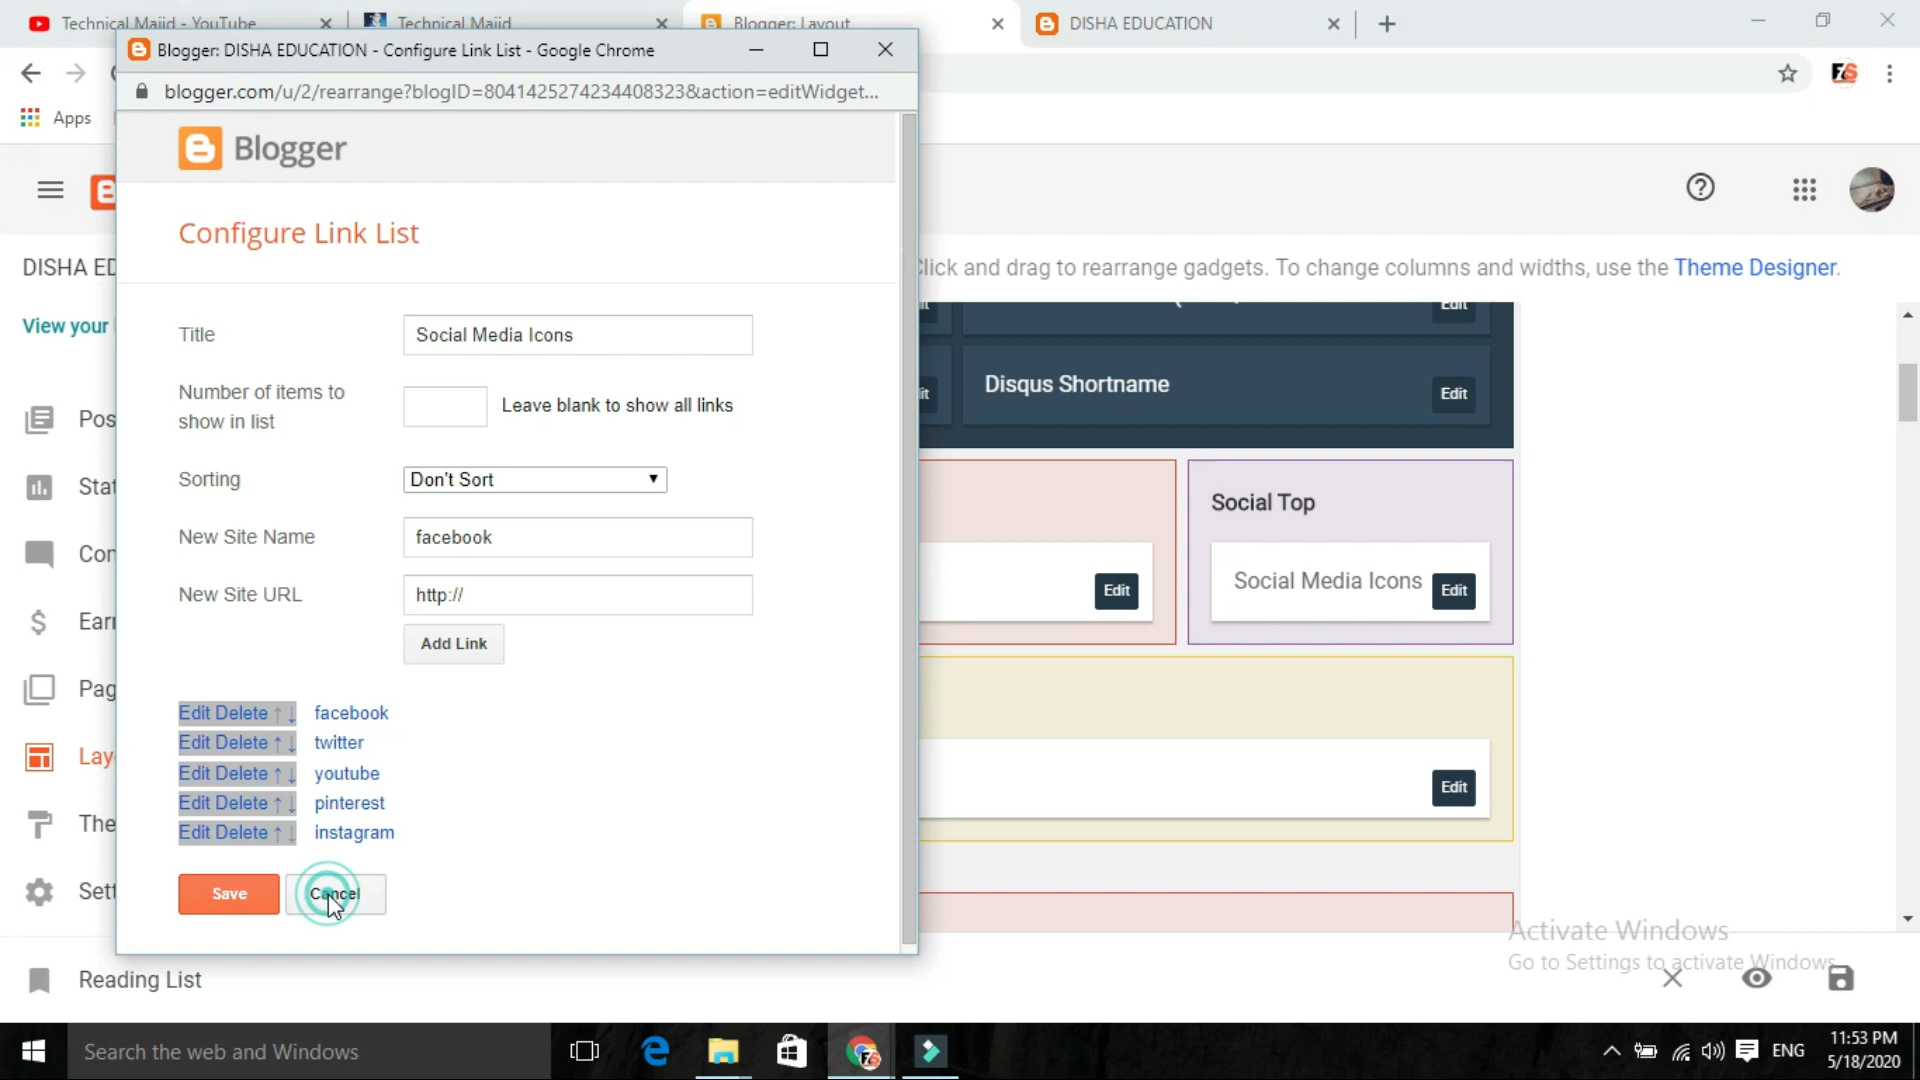 Technical Majid - YouTube
Technical Majid
Blogger: Layout
DISHA EDUCATION
Blogger: DISHA EDUCATION - Configure Link List - Google Chrome
blogger.com/u/2/rearrange?blogID=8041425274234408323&action=editWidget...
Apps
Blogger
Configure Link List
DISHA ED
Click and drag to rearrange gadgets. To change columns and widths, use the Theme Designer.
View your
Title
Social Media Icons
Number of items to
show in list
Leave blank to show all links
Sorting
Don't Sort
New Site Name
facebook
New Site URL
http://
Add Link
Edit Delete ↑ ↓ facebook
Edit Delete ↑ ↓ twitter
Edit Delete ↑ ↓ youtube
Edit Delete ↑ ↓ pinterest
Edit Delete ↑ ↓ instagram
Save
Cancel
Edit
Disqus Shortname
Edit
Social Top
Edit
Social Media Icons
Edit
Edit
Pos
Stat
Con
Earn
Pag
Lay
The
Sett
Reading List
Activate Windows
Go to Settings to activate Windows.
Search the web and Windows
ENG
11:53 PM
5/18/2020